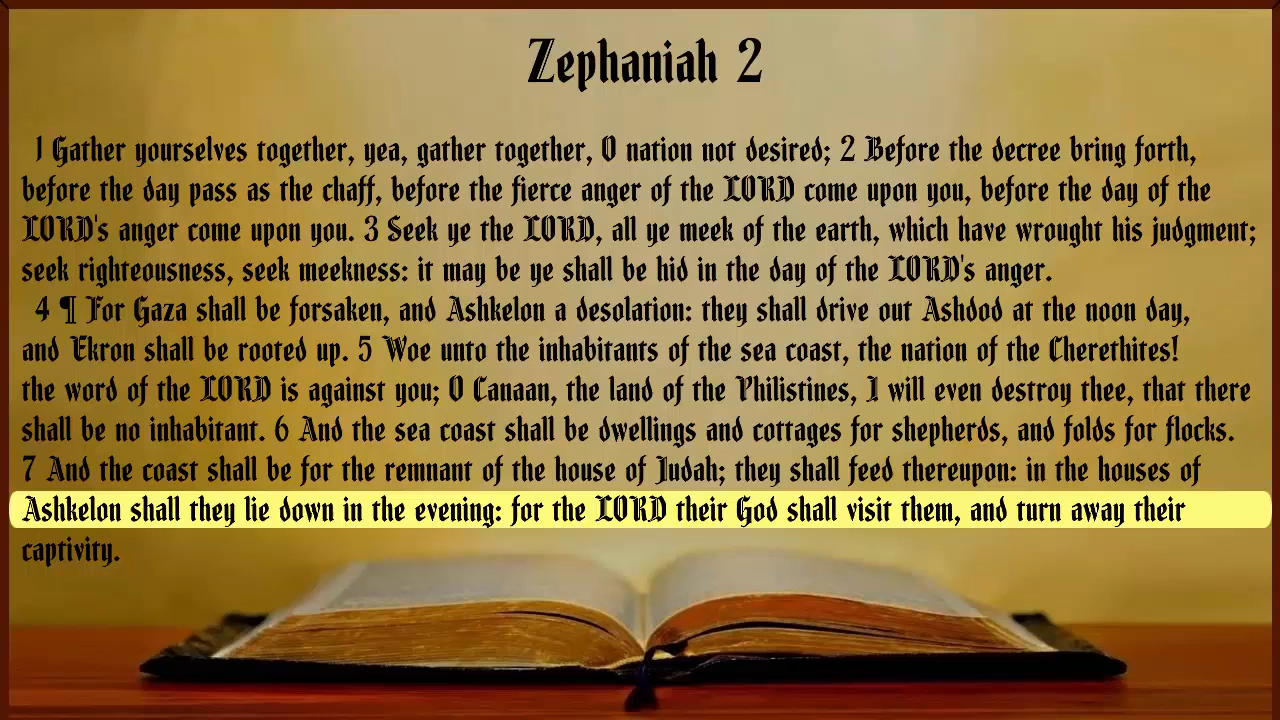 Zephaniah 2
1 Gather yourselves together, yea, gather together, O nation not desired; 2 Before the decree bring forth,
before the day pass as the chaff, before the fierce anger of the LORD come upon you, before the day of the
LORD's anger come upon you. 3 Seek ye the LORD, all ye meek of the earth, which have wrought his judgment;
seek righteousness, seek meekness: it may be ye shall be hid in the day of the LORD's anger.
4 ¶ For Gaza shall be forsaken, and Ashkelon a desolation: they shall drive out Ashdod at the noon day,
and Ekron shall be rooted up. 5 Woe unto the inhabitants of the sea coast, the nation of the Cherethites!
the word of the LORD is against you; O Canaan, the land of the Philistines, I will even destroy thee, that there
shall be no inhabitant. 6 And the sea coast shall be dwellings and cottages for shepherds, and folds for flocks.
7 And the coast shall be for the remnant of the house of Judah; they shall feed thereupon: in the houses of
Ashkelon shall they lie down in the evening: for the LORD their God shall visit them, and turn away their
captivity.